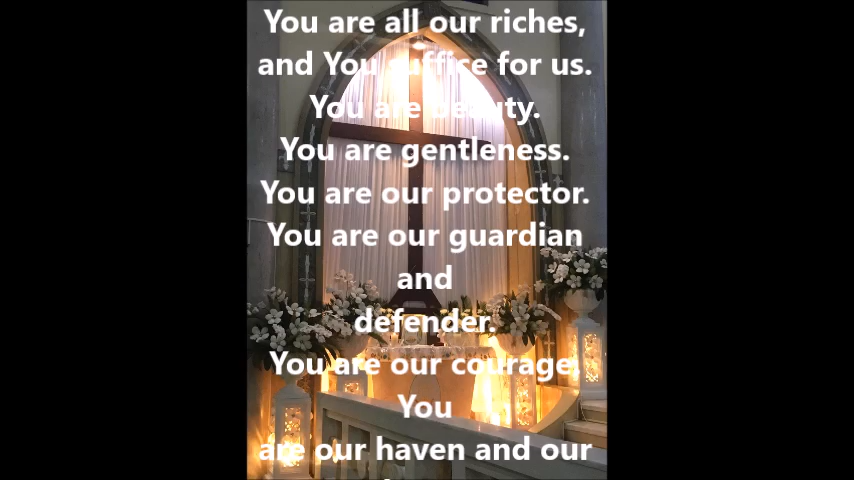 You are all our riches,
and You suffice for us.
You are beauty.
You are gentleness.
You are our protector.
You are our guardian
and
defender.
You are our courage,
You
are our haven and our